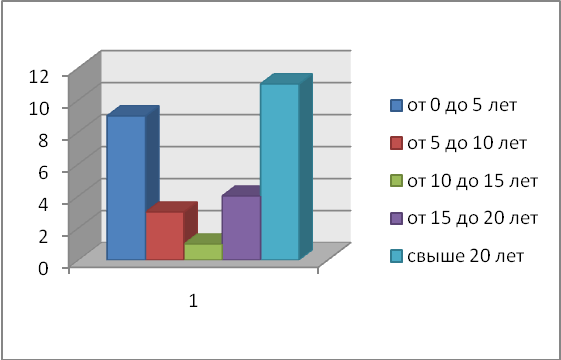 12
10
8
6
4
2
0
1
от 0 до 5 лет
от 5 до 10 лет
от 10 до 15 лет
от 15 до 20 лет
свыше 20 лет